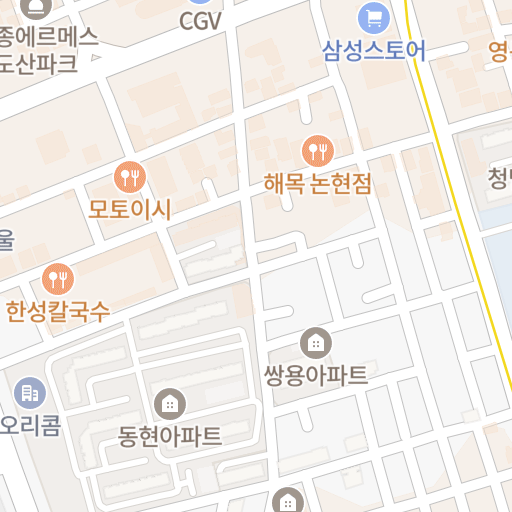 CGV
종에르메스
도산파크
삼성스토어
해목 논현점
모토이시
한성칼국수
쌍용아파트
오리콤
동현아파트